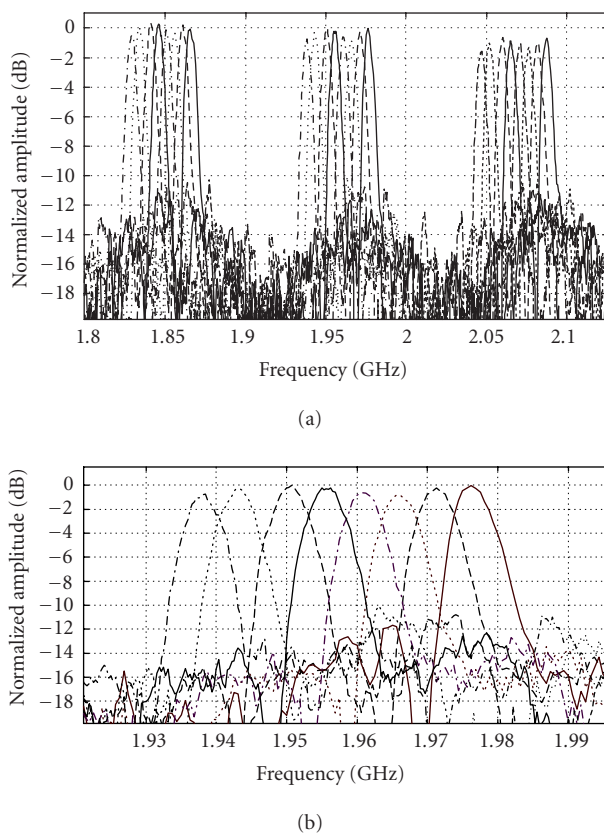 0
−2
−4
−6
−8
−10
−12
−14
−16
−18
Normalized amplitude (dB)
1.8 1.85 1.9 1.95 2 2.05 2.1
Frequency (GHz)
(a)
0
−2
−4
−6
−8
−10
−12
−14
−16
−18
Normalized amplitude (dB)
1.93 1.94 1.95 1.96 1.97 1.98 1.99
Frequency (GHz)
(b)